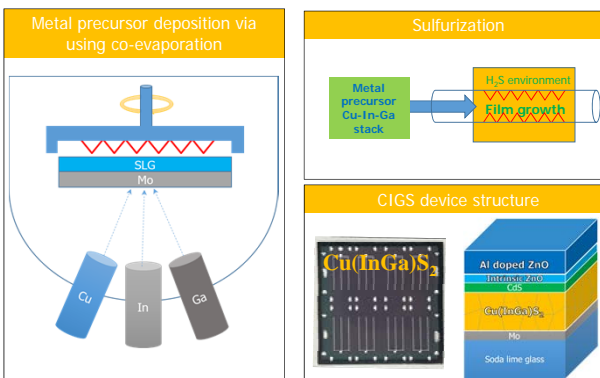 Metal precursor deposition via
using co-evaporation
SLG
Mo
Cu
In
Ga
Sulfurization
Metal
precursor
Cu-In-Ga
stack
H₂S environment
Film growth
CIGS device structure
Cu(InGa)S₂
Al doped ZnO
Intrinsic ZnO
CdS
Cu(InGa)S₂
Mo
Soda lime glass